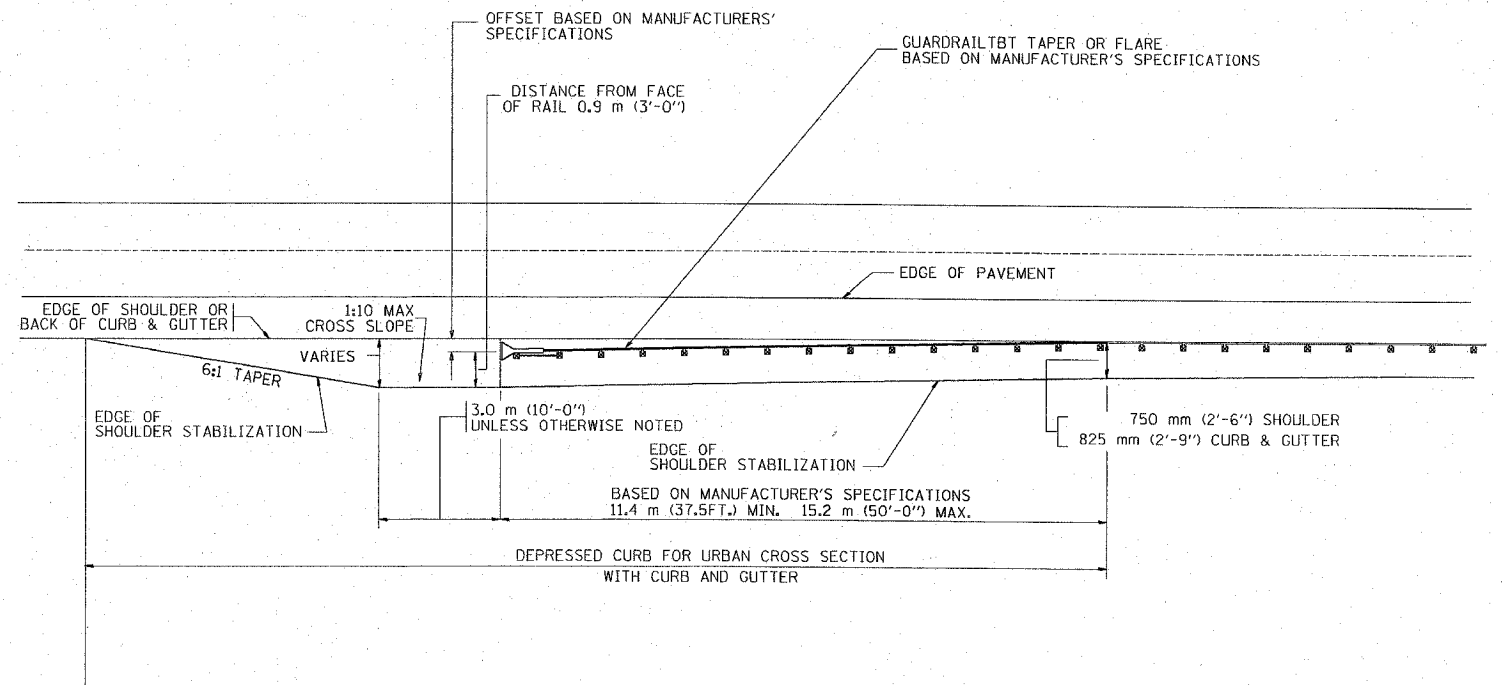 OFFSET BASED ON MANUFACTURERS'
SPECIFICATIONS
GUARDRAILTBT TAPER OR FLARE
BASED ON MANUFACTURER'S SPECIFICATIONS
DISTANCE FROM FACE
OF RAIL 0.9 m (3'-0")
EDGE OF PAVEMENT
EDGE OF SHOULDER OR
BACK OF CURB & GUTTER
1:10 MAX
CROSS SLOPE
VARIES
6:1 TAPER
EDGE OF
SHOULDER STABILIZATION
3.0 m (10'-0")
UNLESS OTHERWISE NOTED
750 mm (2'-6") SHOULDER
825 mm (2'-9") CURB & GUTTER
EDGE OF
SHOULDER STABILIZATION
BASED ON MANUFACTURER'S SPECIFICATIONS
11.4 m (37.5FT.) MIN. 15.2 m (50'-0") MAX.
DEPRESSED CURB FOR URBAN CROSS SECTION
WITH CURB AND GUTTER